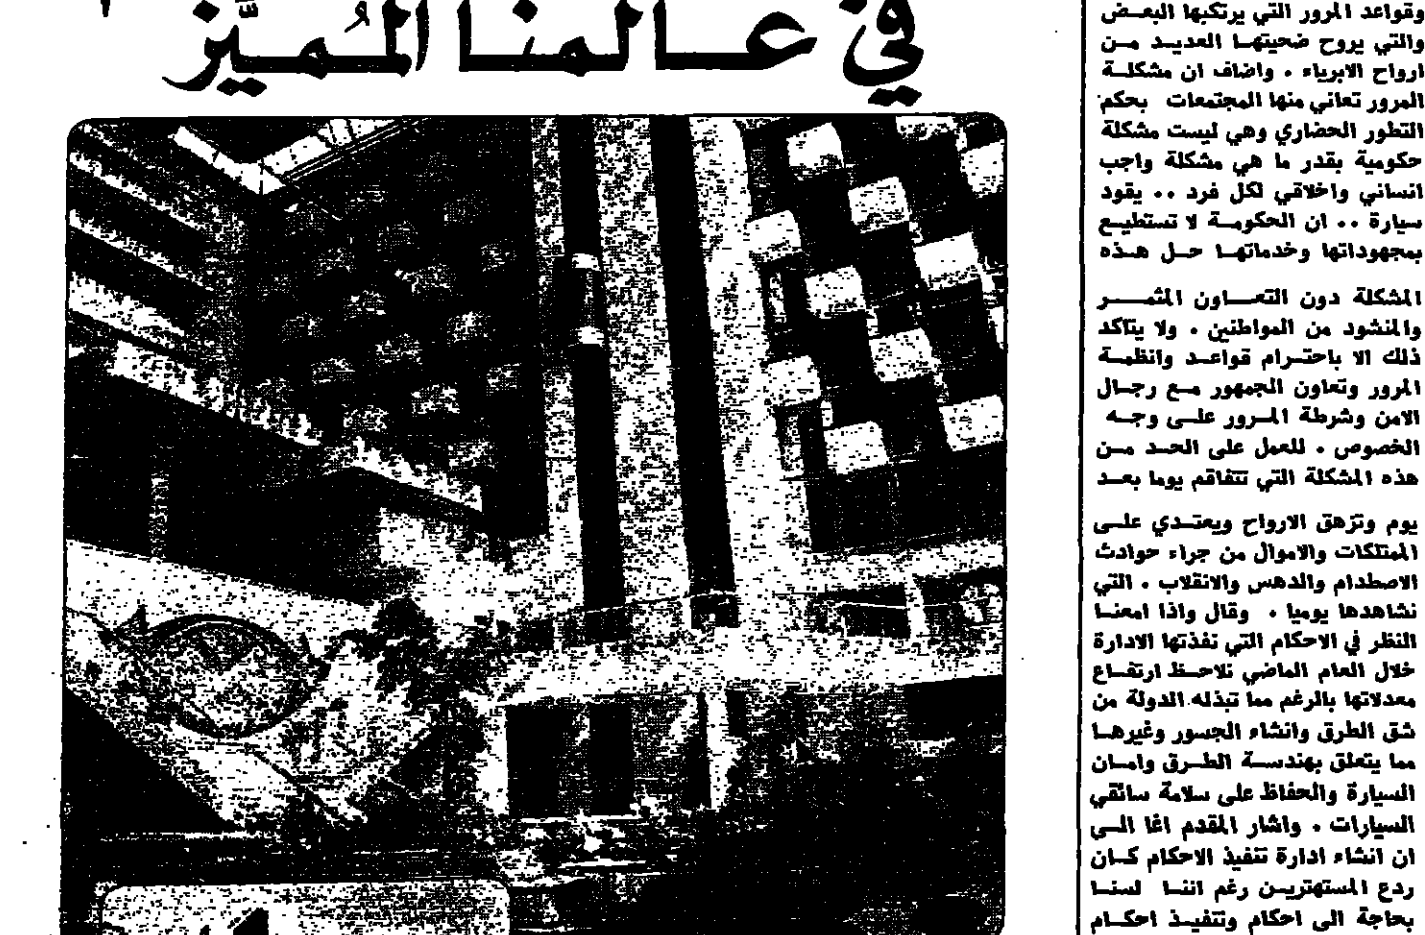 في عالمنا المُميَّز
وقواعد المرور التي يرتكبها البعض
والتي يروح ضحيتها العديد من
ارواح الابرياء . واضاف ان مشكلة
المرور تعاني منها المجتمعات بحكم
التطور الحضاري وهي ليست مشكلة
حكومية بقدر ما هي مشكلة واجب
انساني واخلاقي لكل فرد .. يقود
سيارة .. ان الحكومة لا تستطيع
بمجهوداتها وخدماتها حل هذه
المشكلة دون التعاون المثمر
والمنشود من المواطنين . ولا يتاكد
ذلك الا باحترام قواعد وانظمة
المرور وتعاون الجمهور مع رجال
الامن وشرطة المرور على وجه
الخصوص . للعمل على الحد من
هذه المشكلة التي تتفاقم يوما بعد
يوم وتزهق الارواح ويعتدي على
الممتلكات والاموال من جراء حوادث
الاصطدام والدهس والانقلاب . التي
نشاهدها يوميا . وقال واذا امعنا
النظر في الاحكام التي نفذتها الادارة
خلال العام الماضي نلاحظ ارتفاع
معدلاتها بالرغم مما تبذله الدولة من
شق الطرق وانشاء الجسور وغيرها
مما يتعلق بهندسة الطرق وامان
السيارة والحفاظ على سلامة سائقي
السيارات . واشار المقدم اغا الى
ان انشاء ادارة تنفيذ الاحكام كان
ردع المستهترين رغم اننا لسنا
بحاجة الى احكام وتنفيذ احكام